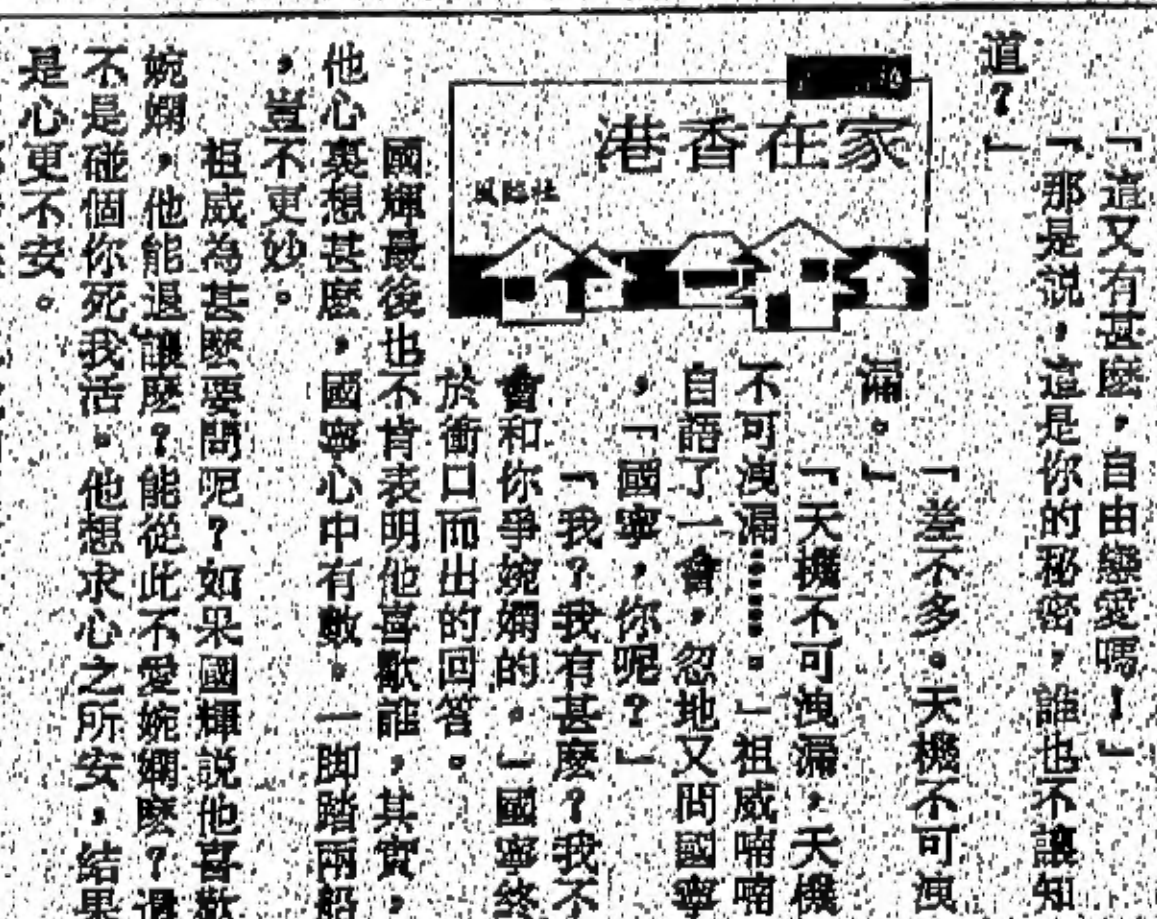 「這又有甚麼，自由戀愛嗎！」
「那是説，這是你的秘密，誰也不讓知
道？」
「差不多。天機不可洩
漏。」
「天機不可洩漏，天機
不可洩漏……。」祖威喃喃
自語了一會，忽地又問國寧
，「國寧，你呢？」
「我？我有甚麼？我不
會和你爭婉嫻的。」國寧終
於衝口而出的回答。
國輝最後也不肯表明他喜歡誰，其實，
他心裏想甚麼，國寧心中有數。一脚踏兩船
，豈不更妙。
祖威為甚麼要問呢？如果國輝説他喜歡
婉嫻，他能退讓麼？能從此不愛婉嫻麼？還
不是碰個你死我活。他想求心之所安，結果
是心更不安。
港香在家